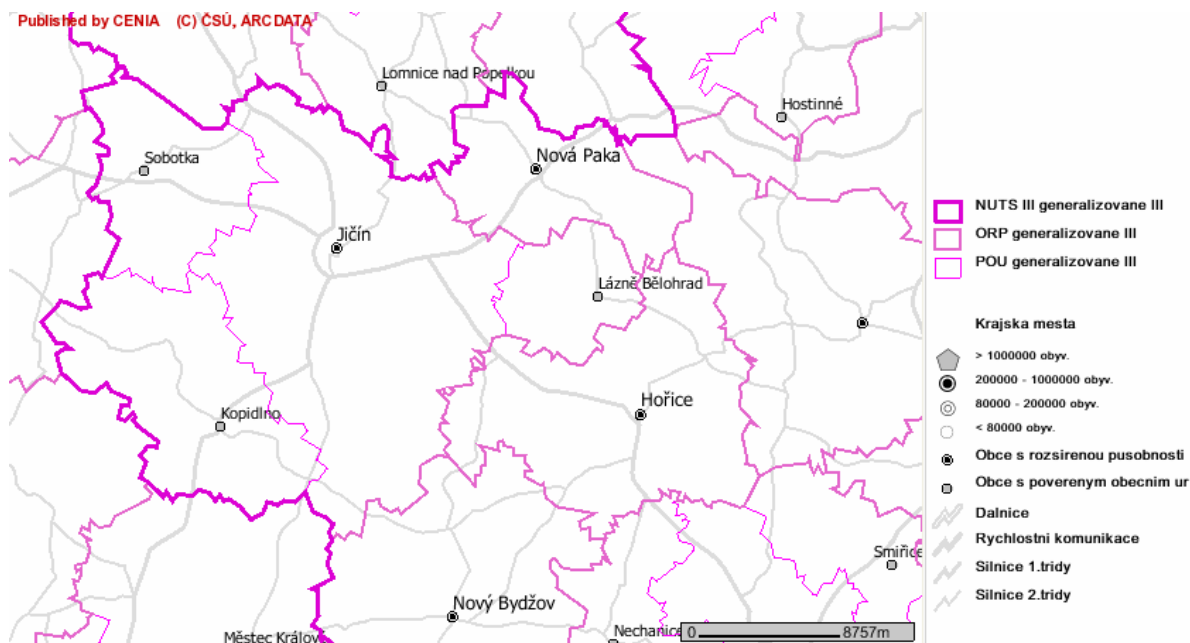 Published by CENIA (C) ČSÚ, ARCDATA
Lomnice nad Popelkou
Hostinné
Sobotka
Nová Paka
Jičín
Lázně Bělohrad
Hořice
Kopidlno
Smiřice
Nový Bydžov
Nechanice
Městec Králov
0 8757m
NUTS III generalizovane III
ORP generalizovane III
POU generalizovane III
Krajska mesta
> 1000000 obyv.
200000 - 1000000 obyv.
80000 - 200000 obyv.
< 80000 obyv.
Obce s rozsirenou pusobnosti
Obce s poverenym obecnim ur
Dalnice
Rychlostni komunikace
Silnice 1.tridy
Silnice 2.tridy